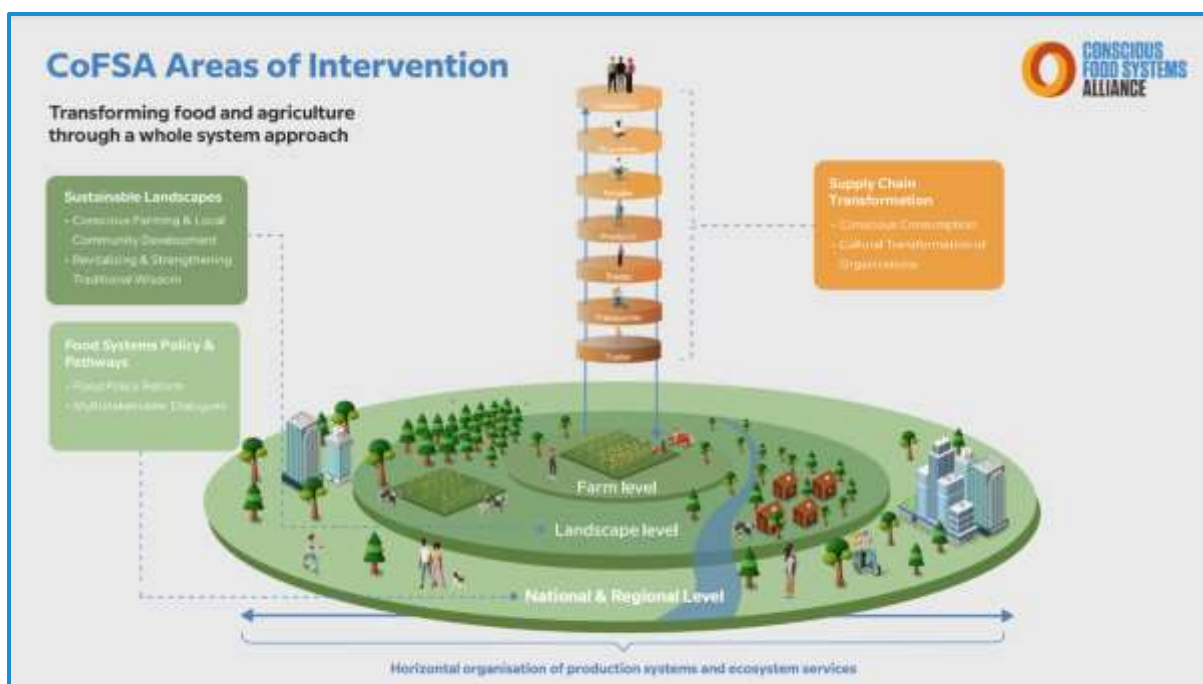 CoFSA Areas of Intervention
Transforming food and agriculture
through a whole system approach
CONSCIOUS
FOOD SYSTEMS
ALLIANCE
Sustainable Landscapes
- Conscious Farming & Local
Community Development
- Revitalizing & Strengthening
Traditional Wisdom
Food Systems Policy &
Pathways
- Food Policy Reform
- Multistakeholder Dialogues
Supply Chain
Transformation
- Conscious Consumption
- Cultural Transformation of
Organizations
Trader
Trader
Farm level
Landscape level
National & Regional Level
Horizontal organisation of production systems and ecosystem services